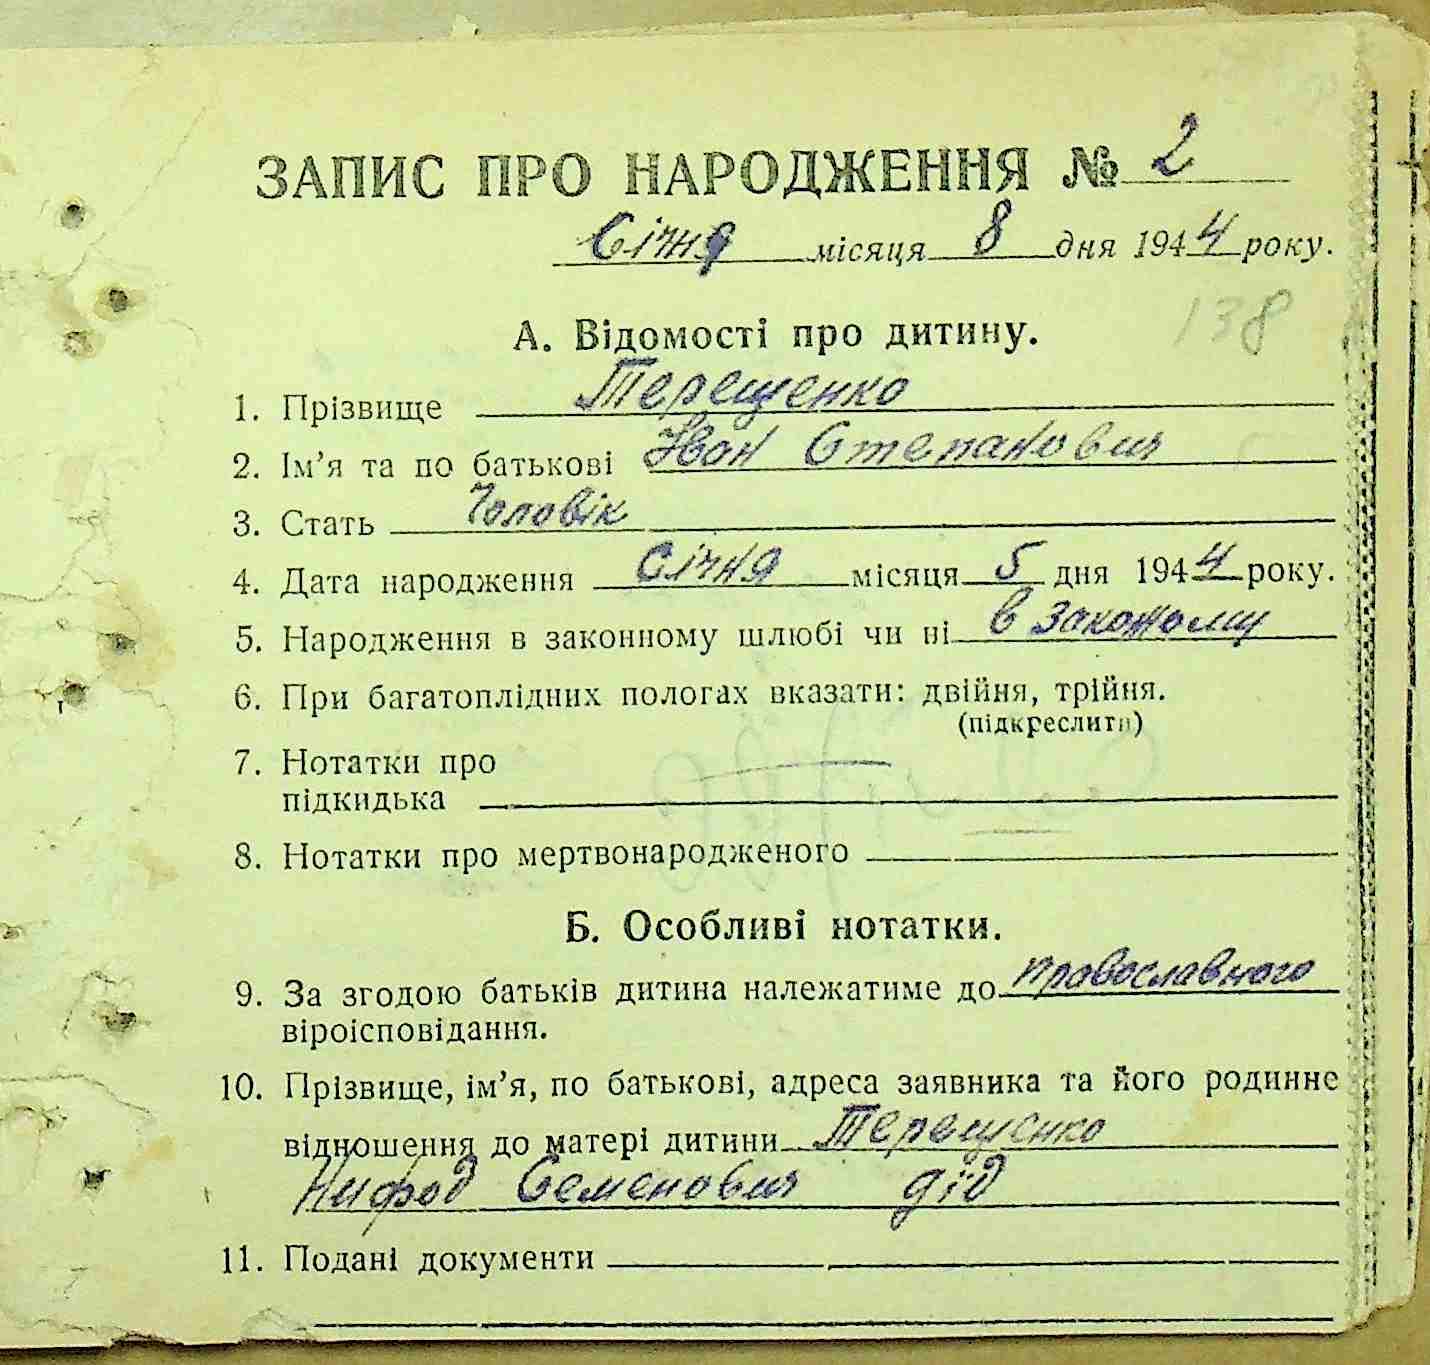 ЗАПИС ПРО НАРОДЖЕННЯ № 2
Січня місяця 8 дня 1944 року.
138
А. Відомості про дитину.
1. Прізвище Терещенко
2. Ім'я та по батькові Іван Степанович
3. Стать Чоловік
4. Дата народження Січня місяця 5 дня 1944 року.
5. Народження в законному шлюбі чи ні в законому
6. При багатоплідних пологах вказати: двійня, трійня.
(підкреслити)
7. Нотатки про
підкидька
8. Нотатки про мертвонародженого
Б. Особливі нотатки.
9. За згодою батьків дитина належатиме до православного
віроісповідання.
10. Прізвище, ім'я, по батькові, адреса заявника та його родинне
відношення до матері дитини Терещенко
Нифод Семенович дід
11. Подані документи